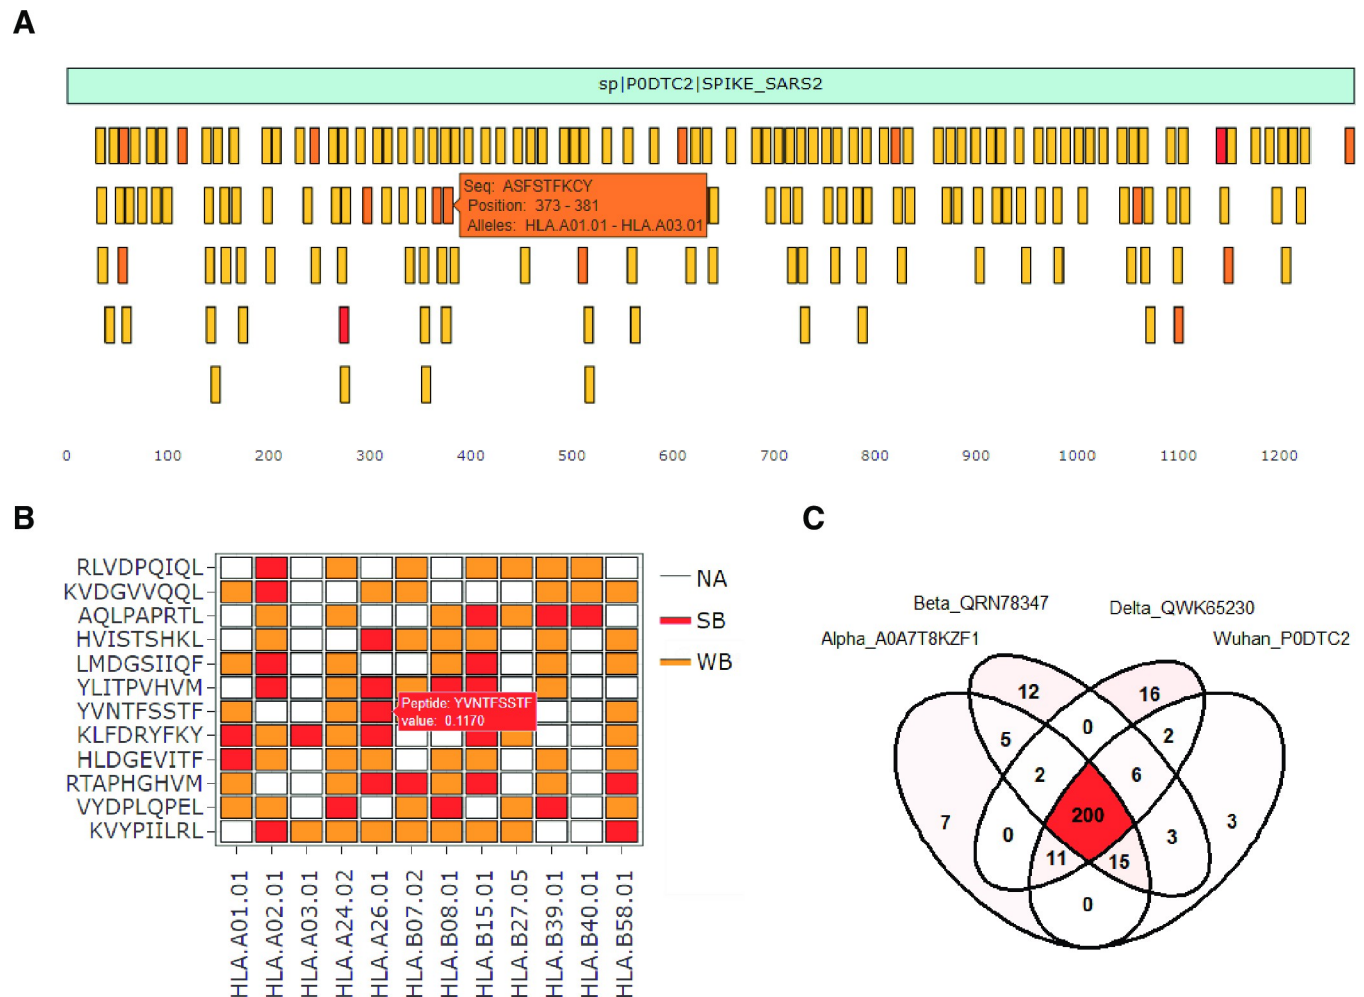 A
sp|P0DTC2|SPIKE_SARS2
Seq: ASFSTFKCY
Position: 373 - 381
Alleles: HLA.A01.01 - HLA.A03.01
0 100 200 300 400 500 600 700 800 900 1000 1100 1200
B
RLVDPQIQL
KVDGVVQQL
AQLPAPRTL
HVISTSHKL
LMDGSIIQF
YLITPVHVM
YVNTFSSTF
KLFDRYFKY
HLDGEVITF
RTAPHGHVM
VYDPLQPEL
KVYPIILRL
Peptide: YVNTFSSTF
value: 0.1170
HLA.A01.01
HLA.A02.01
HLA.A03.01
HLA.A24.02
HLA.A26.01
HLA.B07.02
HLA.B08.01
HLA.B15.01
HLA.B27.05
HLA.B39.01
HLA.B40.01
HLA.B58.01
NA
SB
WB
C
Beta_QRN78347 Delta_QWK65230
Alpha_A0A7T8KZF1 Wuhan_P0DTC2
12 16
5 0 2
2 6
7 0 200 3 3
11 15
0